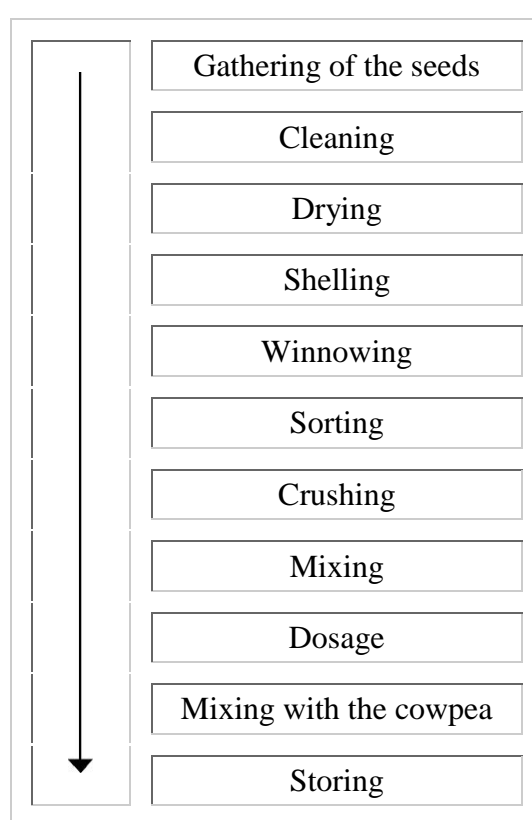 Gathering of the seeds
Cleaning
Drying
Shelling
Winnowing
Sorting
Crushing
Mixing
Dosage
Mixing with the cowpea
Storing